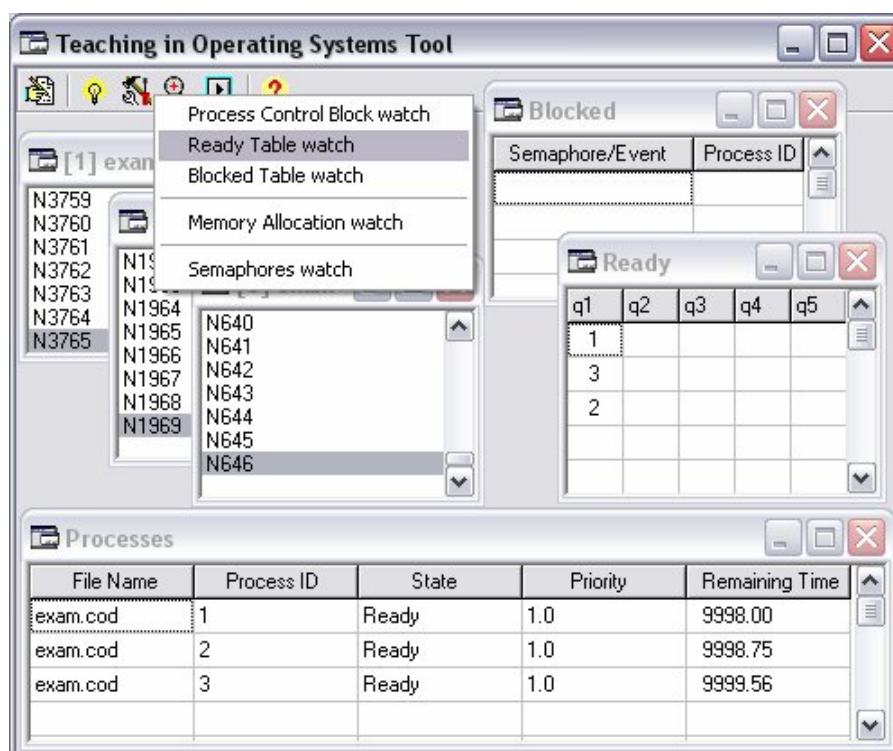 Teaching in Operating Systems Tool
Process Control Block watch
Ready Table watch
Blocked Table watch
Memory Allocation watch
Semaphores watch
[1] exam
N3759
N3760
N3761
N3762
N3763
N3764
N3765
N1964
N1965
N1966
N1967
N1968
N1969
N640
N641
N642
N643
N644
N645
N646
Blocked
Semaphore/Event Process ID
Ready
q1 q2 q3 q4 q5
1
3
2
Processes
File Name Process ID State Priority Remaining Time
exam.cod 1 Ready 1.0 9998.00
exam.cod 2 Ready 1.0 9998.75
exam.cod 3 Ready 1.0 9999.56